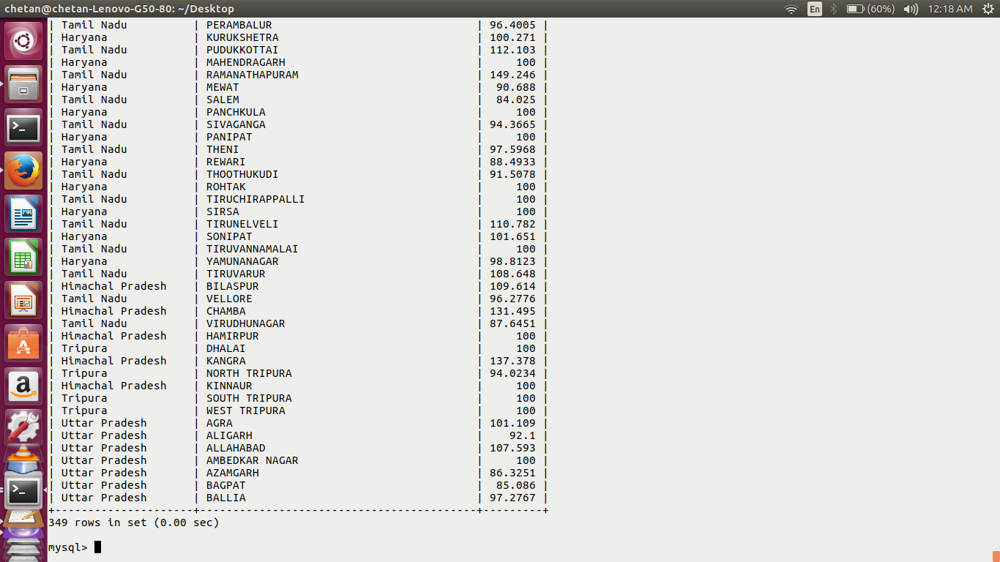 chetan@chetan-Lenovo-G50-80: ~/Desktop En (60%) 12:18 AM
| Tamil Nadu | PERAMBALUR | 96.4005 |
| Haryana | KURUKSHETRA | 100.271 |
| Tamil Nadu | PUDUKKOTTAI | 112.103 |
| Haryana | MAHENDRAGARH | 100 |
| Tamil Nadu | RAMANATHAPURAM | 149.246 |
| Haryana | MEWAT | 90.688 |
| Tamil Nadu | SALEM | 84.025 |
| Haryana | PANCHKULA | 100 |
| Tamil Nadu | SIVAGANGA | 94.3665 |
| Haryana | PANIPAT | 100 |
| Tamil Nadu | THENI | 97.5968 |
| Haryana | REWARI | 88.4933 |
| Tamil Nadu | THOOTHUKUDI | 91.5078 |
| Haryana | ROHTAK | 100 |
| Tamil Nadu | TIRUCHIRAPPALLI | 100 |
| Haryana | SIRSA | 100 |
| Tamil Nadu | TIRUNELVELI | 110.782 |
| Haryana | SONIPAT | 101.651 |
| Tamil Nadu | TIRUVANNAMALAI | 100 |
| Haryana | YAMUNANAGAR | 98.8123 |
| Tamil Nadu | TIRUVARUR | 108.648 |
| Himachal Pradesh | BILASPUR | 109.614 |
| Tamil Nadu | VELLORE | 96.2776 |
| Himachal Pradesh | CHAMBA | 131.495 |
| Tamil Nadu | VIRUDHUNAGAR | 87.6451 |
| Himachal Pradesh | HAMIRPUR | 100 |
| Tripura | DHALAI | 100 |
| Himachal Pradesh | KANGRA | 137.378 |
| Tripura | NORTH TRIPURA | 94.0234 |
| Himachal Pradesh | KINNAUR | 100 |
| Tripura | SOUTH TRIPURA | 100 |
| Tripura | WEST TRIPURA | 100 |
| Uttar Pradesh | AGRA | 101.109 |
| Uttar Pradesh | ALIGARH | 92.1 |
| Uttar Pradesh | ALLAHABAD | 107.593 |
| Uttar Pradesh | AMBEDKAR NAGAR | 100 |
| Uttar Pradesh | AZAMGARH | 86.3251 |
| Uttar Pradesh | BAGPAT | 85.086 |
| Uttar Pradesh | BALLIA | 97.2767 |
+---------------------+------------------------------------------+---------+
349 rows in set (0.00 sec)
mysql>